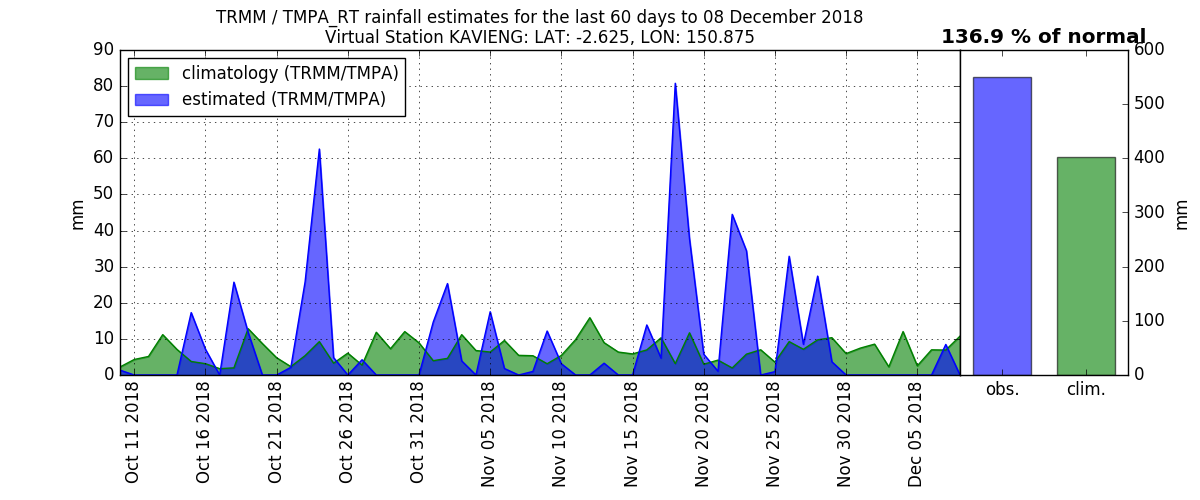 TRMM / TMPA_RT rainfall estimates for the last 60 days to 08 December 2018
Virtual Station KAVIENG: LAT: -2.625, LON: 150.875
136.9 % of normal
climatology (TRMM/TMPA)
estimated (TRMM/TMPA)
90
80
70
60
50
40
30
20
10
0
mm
Oct 11 2018
Oct 16 2018
Oct 21 2018
Oct 26 2018
Oct 31 2018
Nov 05 2018
Nov 10 2018
Nov 15 2018
Nov 20 2018
Nov 25 2018
Nov 30 2018
Dec 05 2018
600
500
400
300
200
100
0
mm
obs.
clim.